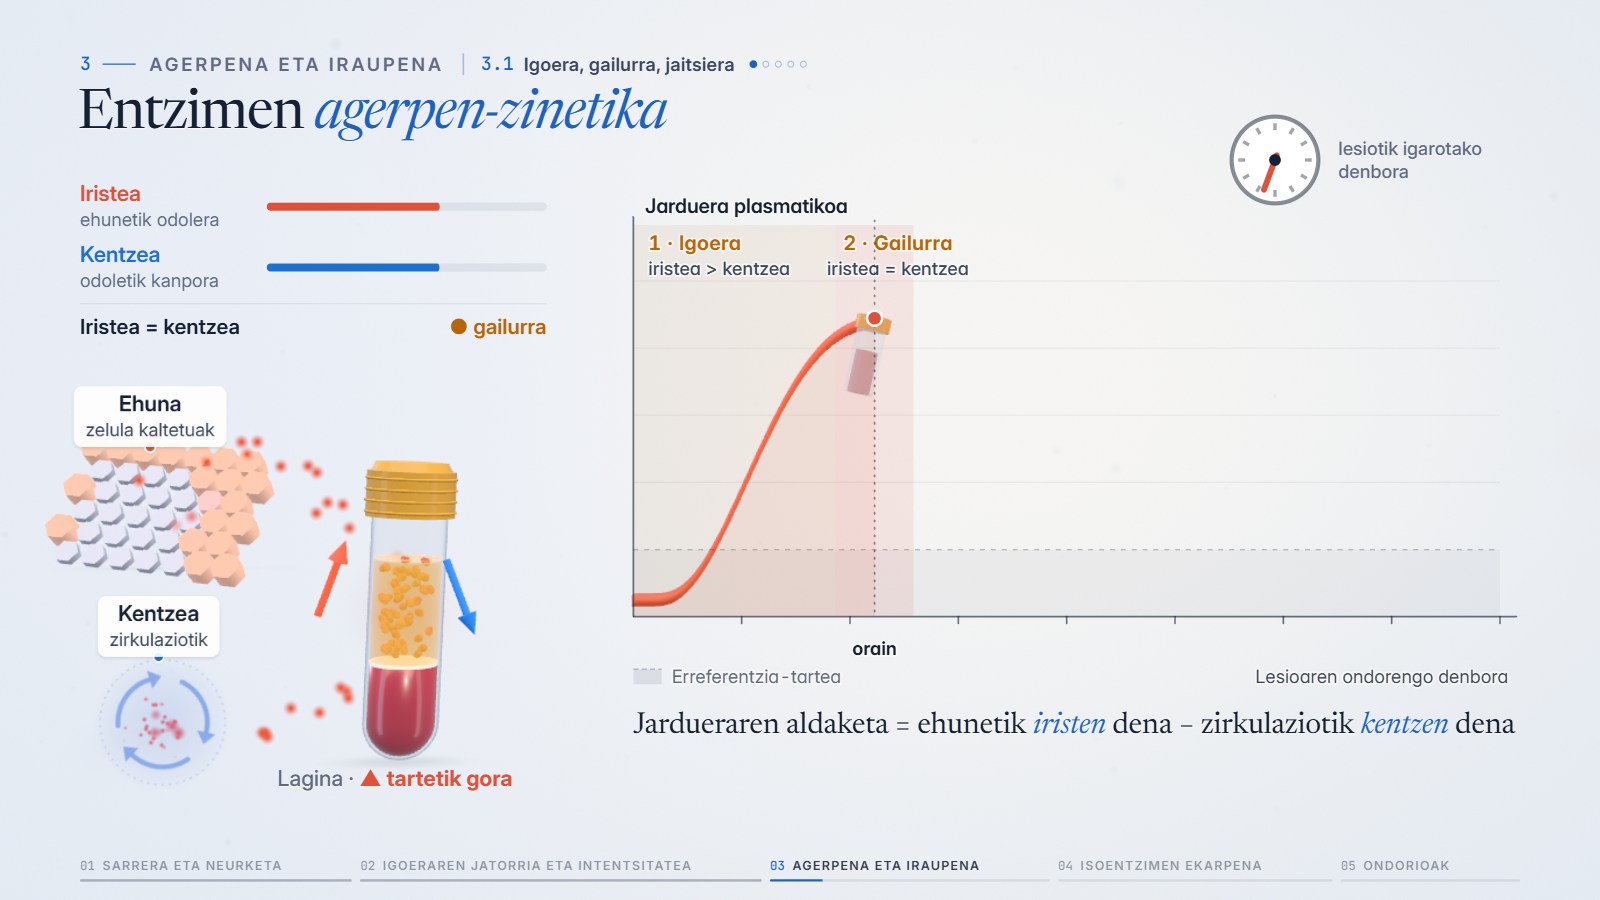 3 AGERPENA ETA IRAUPENA 3.1 Igoera, gailurra, jaitsiera
Entzimen agerpen-zinetika
lesiotik igarotako
denbora
Iristea
ehunetik odolera
Kentzea
odoletik kanpora
Iristea = kentzea gailurra
Ehuna
zelula kaltetuak
Kentzea
zirkulaziotik
Lagina · ▲ tartetik gora
Jarduera plasmatikoa
1 · Igoera
iristea > kentzea
2 · Gailurra
iristea = kentzea
orain
Erreferentzia-tartea
Lesioaren ondorengo denbora
Jardueraren aldaketa = ehunetik iristen dena – zirkulaziotik kentzen dena
01 SARRERA ETA NEURKETA
02 IGOERAREN JATORRIA ETA INTENTSITATEA
03 AGERPENA ETA IRAUPENA
04 ISOENTZIMEN EKARPENA
05 ONDORIOAK